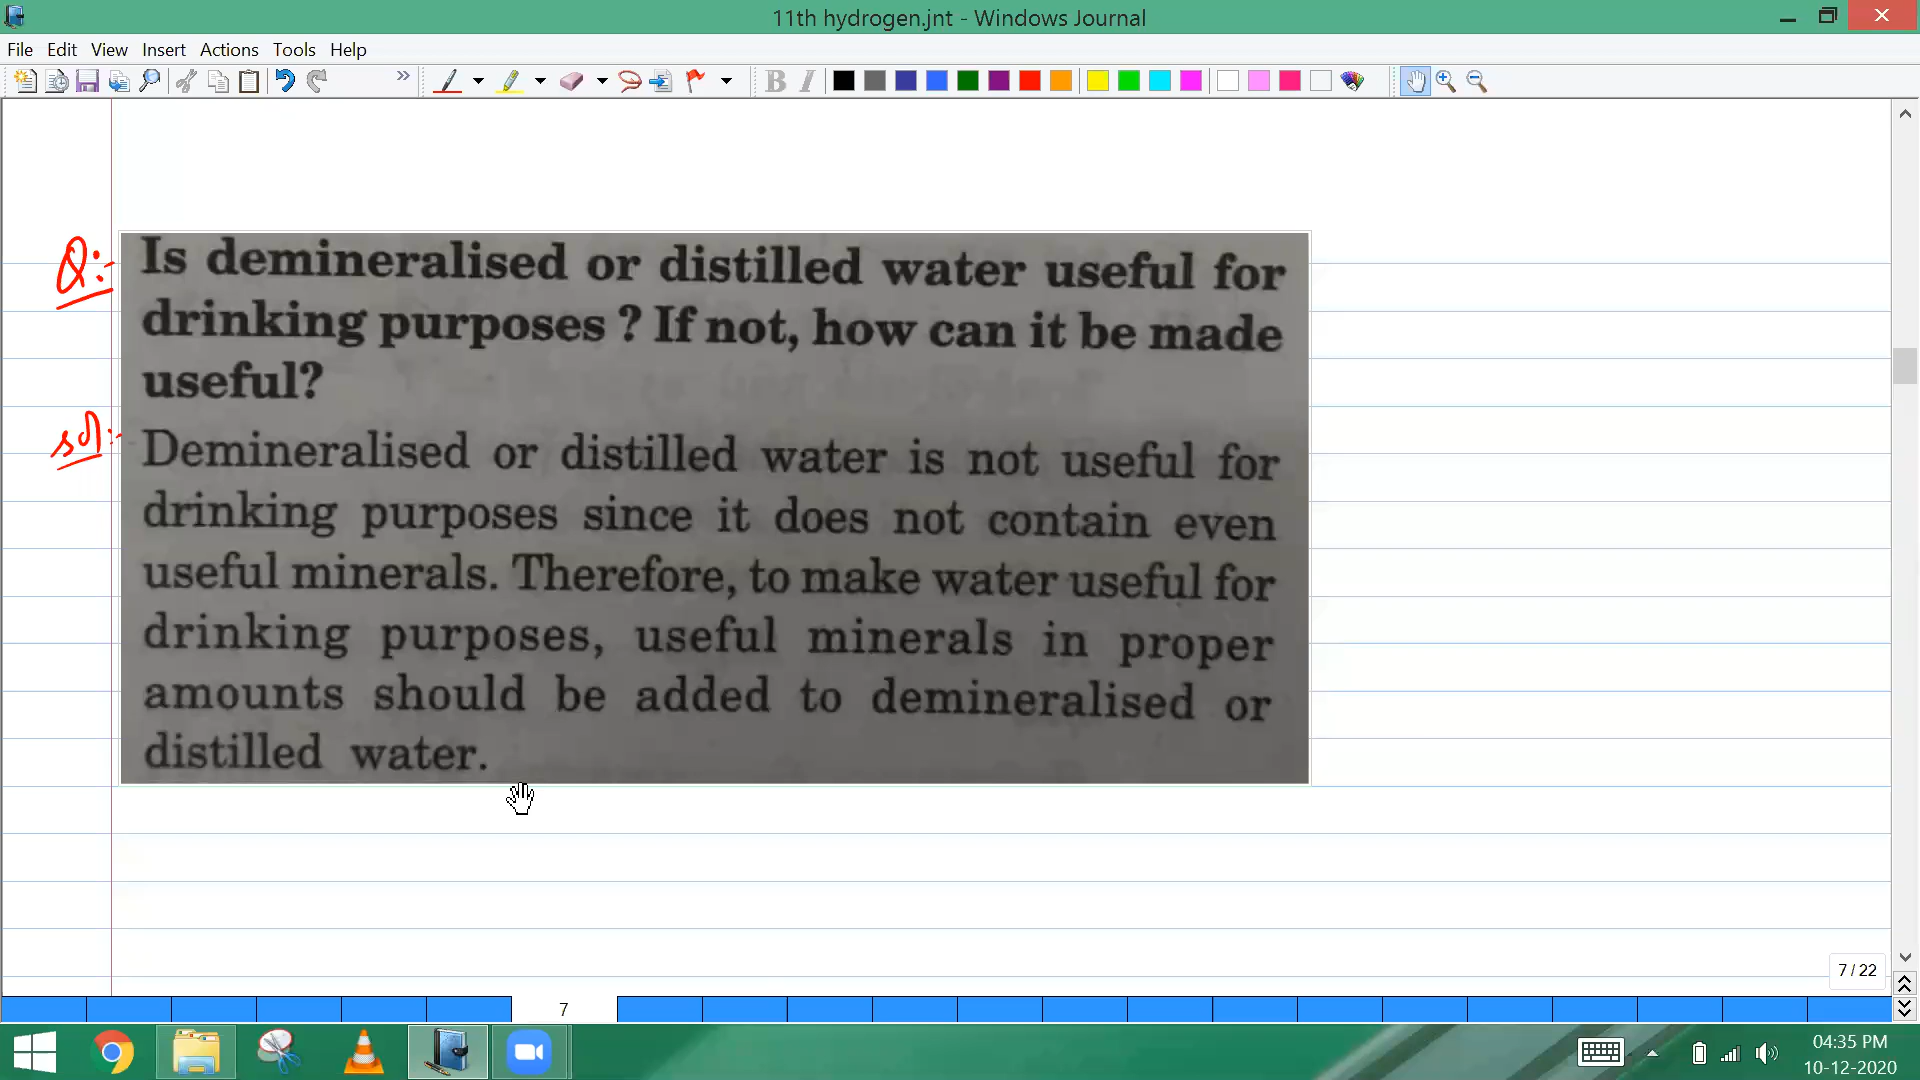 11th hydrogen.jnt - Windows Journal
File Edit View Insert Actions Tools Help
B I
Q:-
Is demineralised or distilled water useful for
drinking purposes ? If not, how can it be made
useful?
sol:-
Demineralised or distilled water is not useful for
drinking purposes since it does not contain even
useful minerals. Therefore, to make water useful for
drinking purposes, useful minerals in proper
amounts should be added to demineralised or
distilled water.
7 / 22
7
04:35 PM
10-12-2020